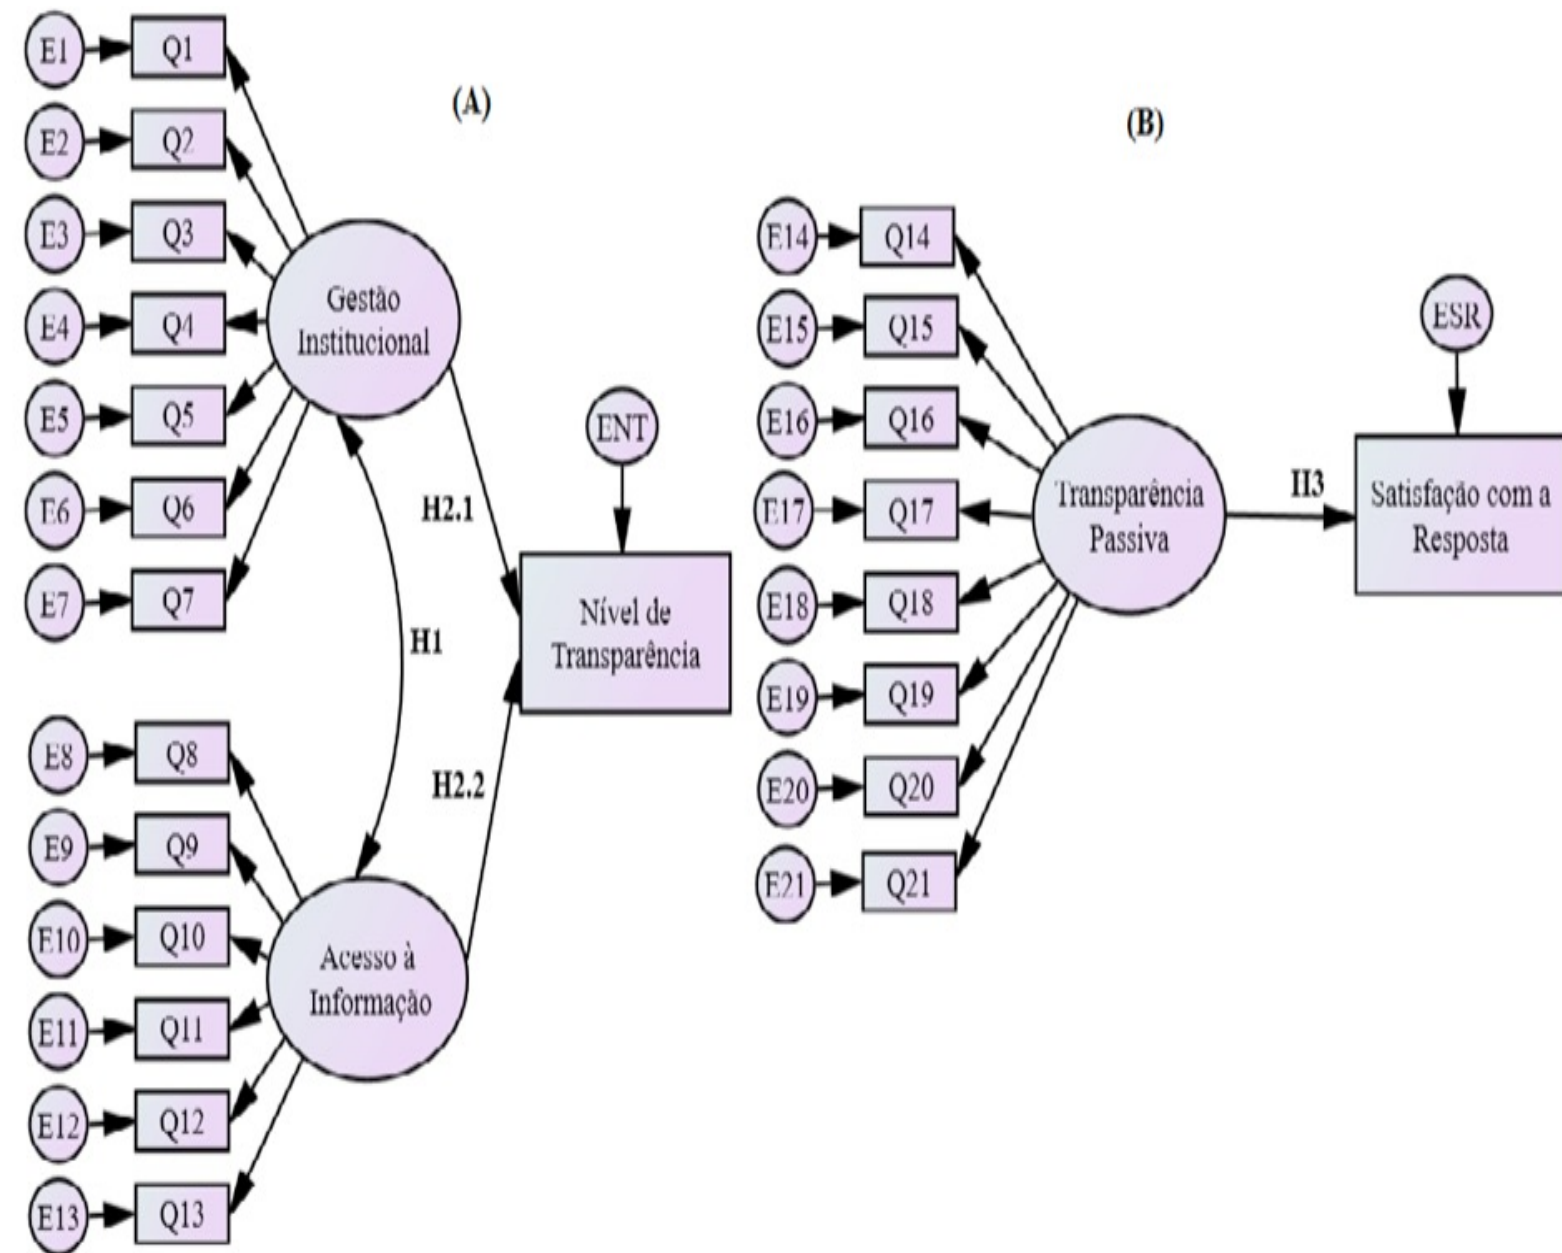 (A)
E1
Q1
E2
Q2
E3
Q3
E4
Q4
E5
Q5
E6
Q6
E7
Q7
Gestão
Institucional
H2.1
H1
ENT
Nível de
Transparência
H2.2
E8
Q8
E9
Q9
E10
Q10
E11
Q11
E12
Q12
E13
Q13
Acesso à
Informação
(B)
E14
Q14
E15
Q15
E16
Q16
E17
Q17
E18
Q18
E19
Q19
E20
Q20
E21
Q21
Transparência
Passiva
H3
ESR
Satisfação com a
Resposta